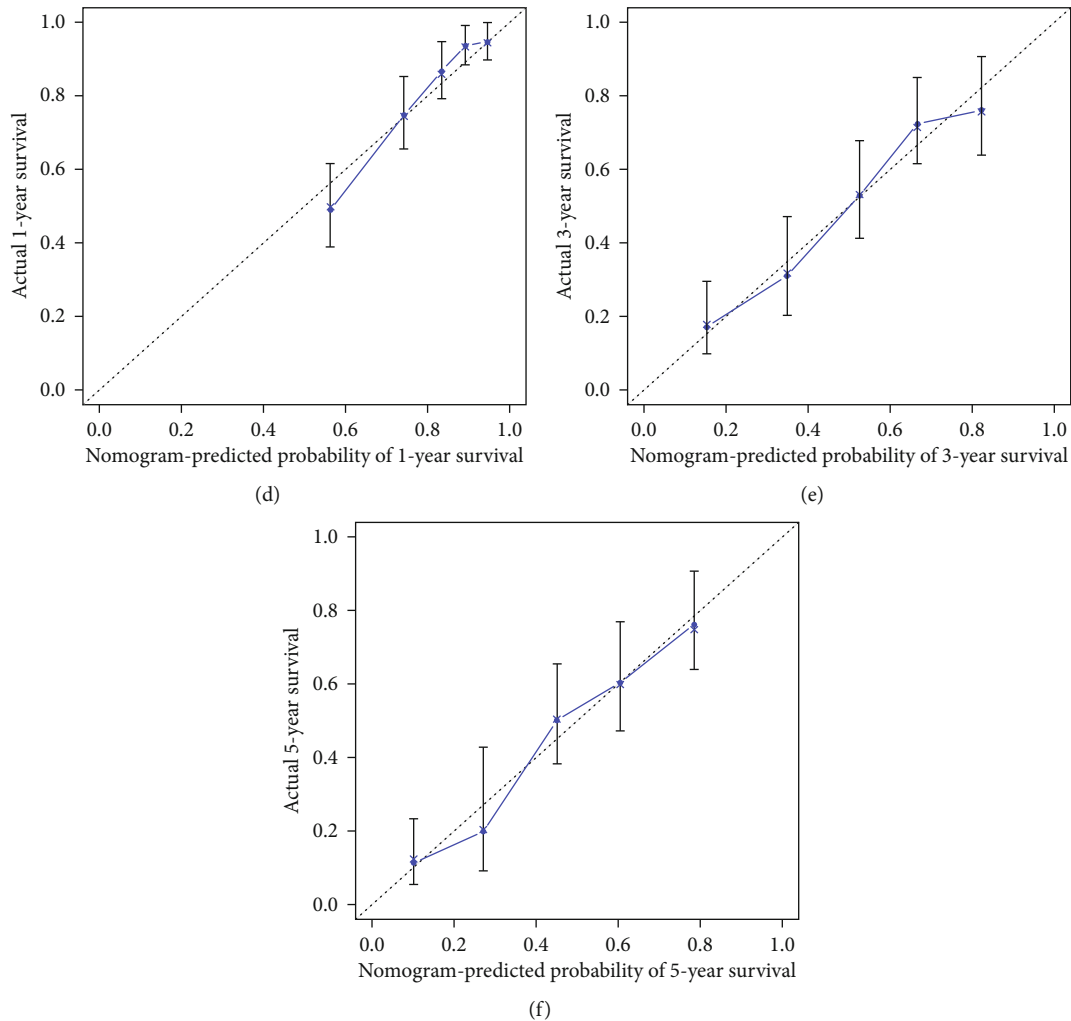 1.0
0.8
0.6
0.4
0.2
0.0
Actual 1-year survival
0.0 0.2 0.4 0.6 0.8 1.0
Nomogram-predicted probability of 1-year survival
(d)
1.0
0.8
0.6
0.4
0.2
0.0
Actual 3-year survival
0.0 0.2 0.4 0.6 0.8 1.0
Nomogram-predicted probability of 3-year survival
(e)
1.0
0.8
0.6
0.4
0.2
0.0
Actual 5-year survival
0.0 0.2 0.4 0.6 0.8 1.0
Nomogram-predicted probability of 5-year survival
(f)